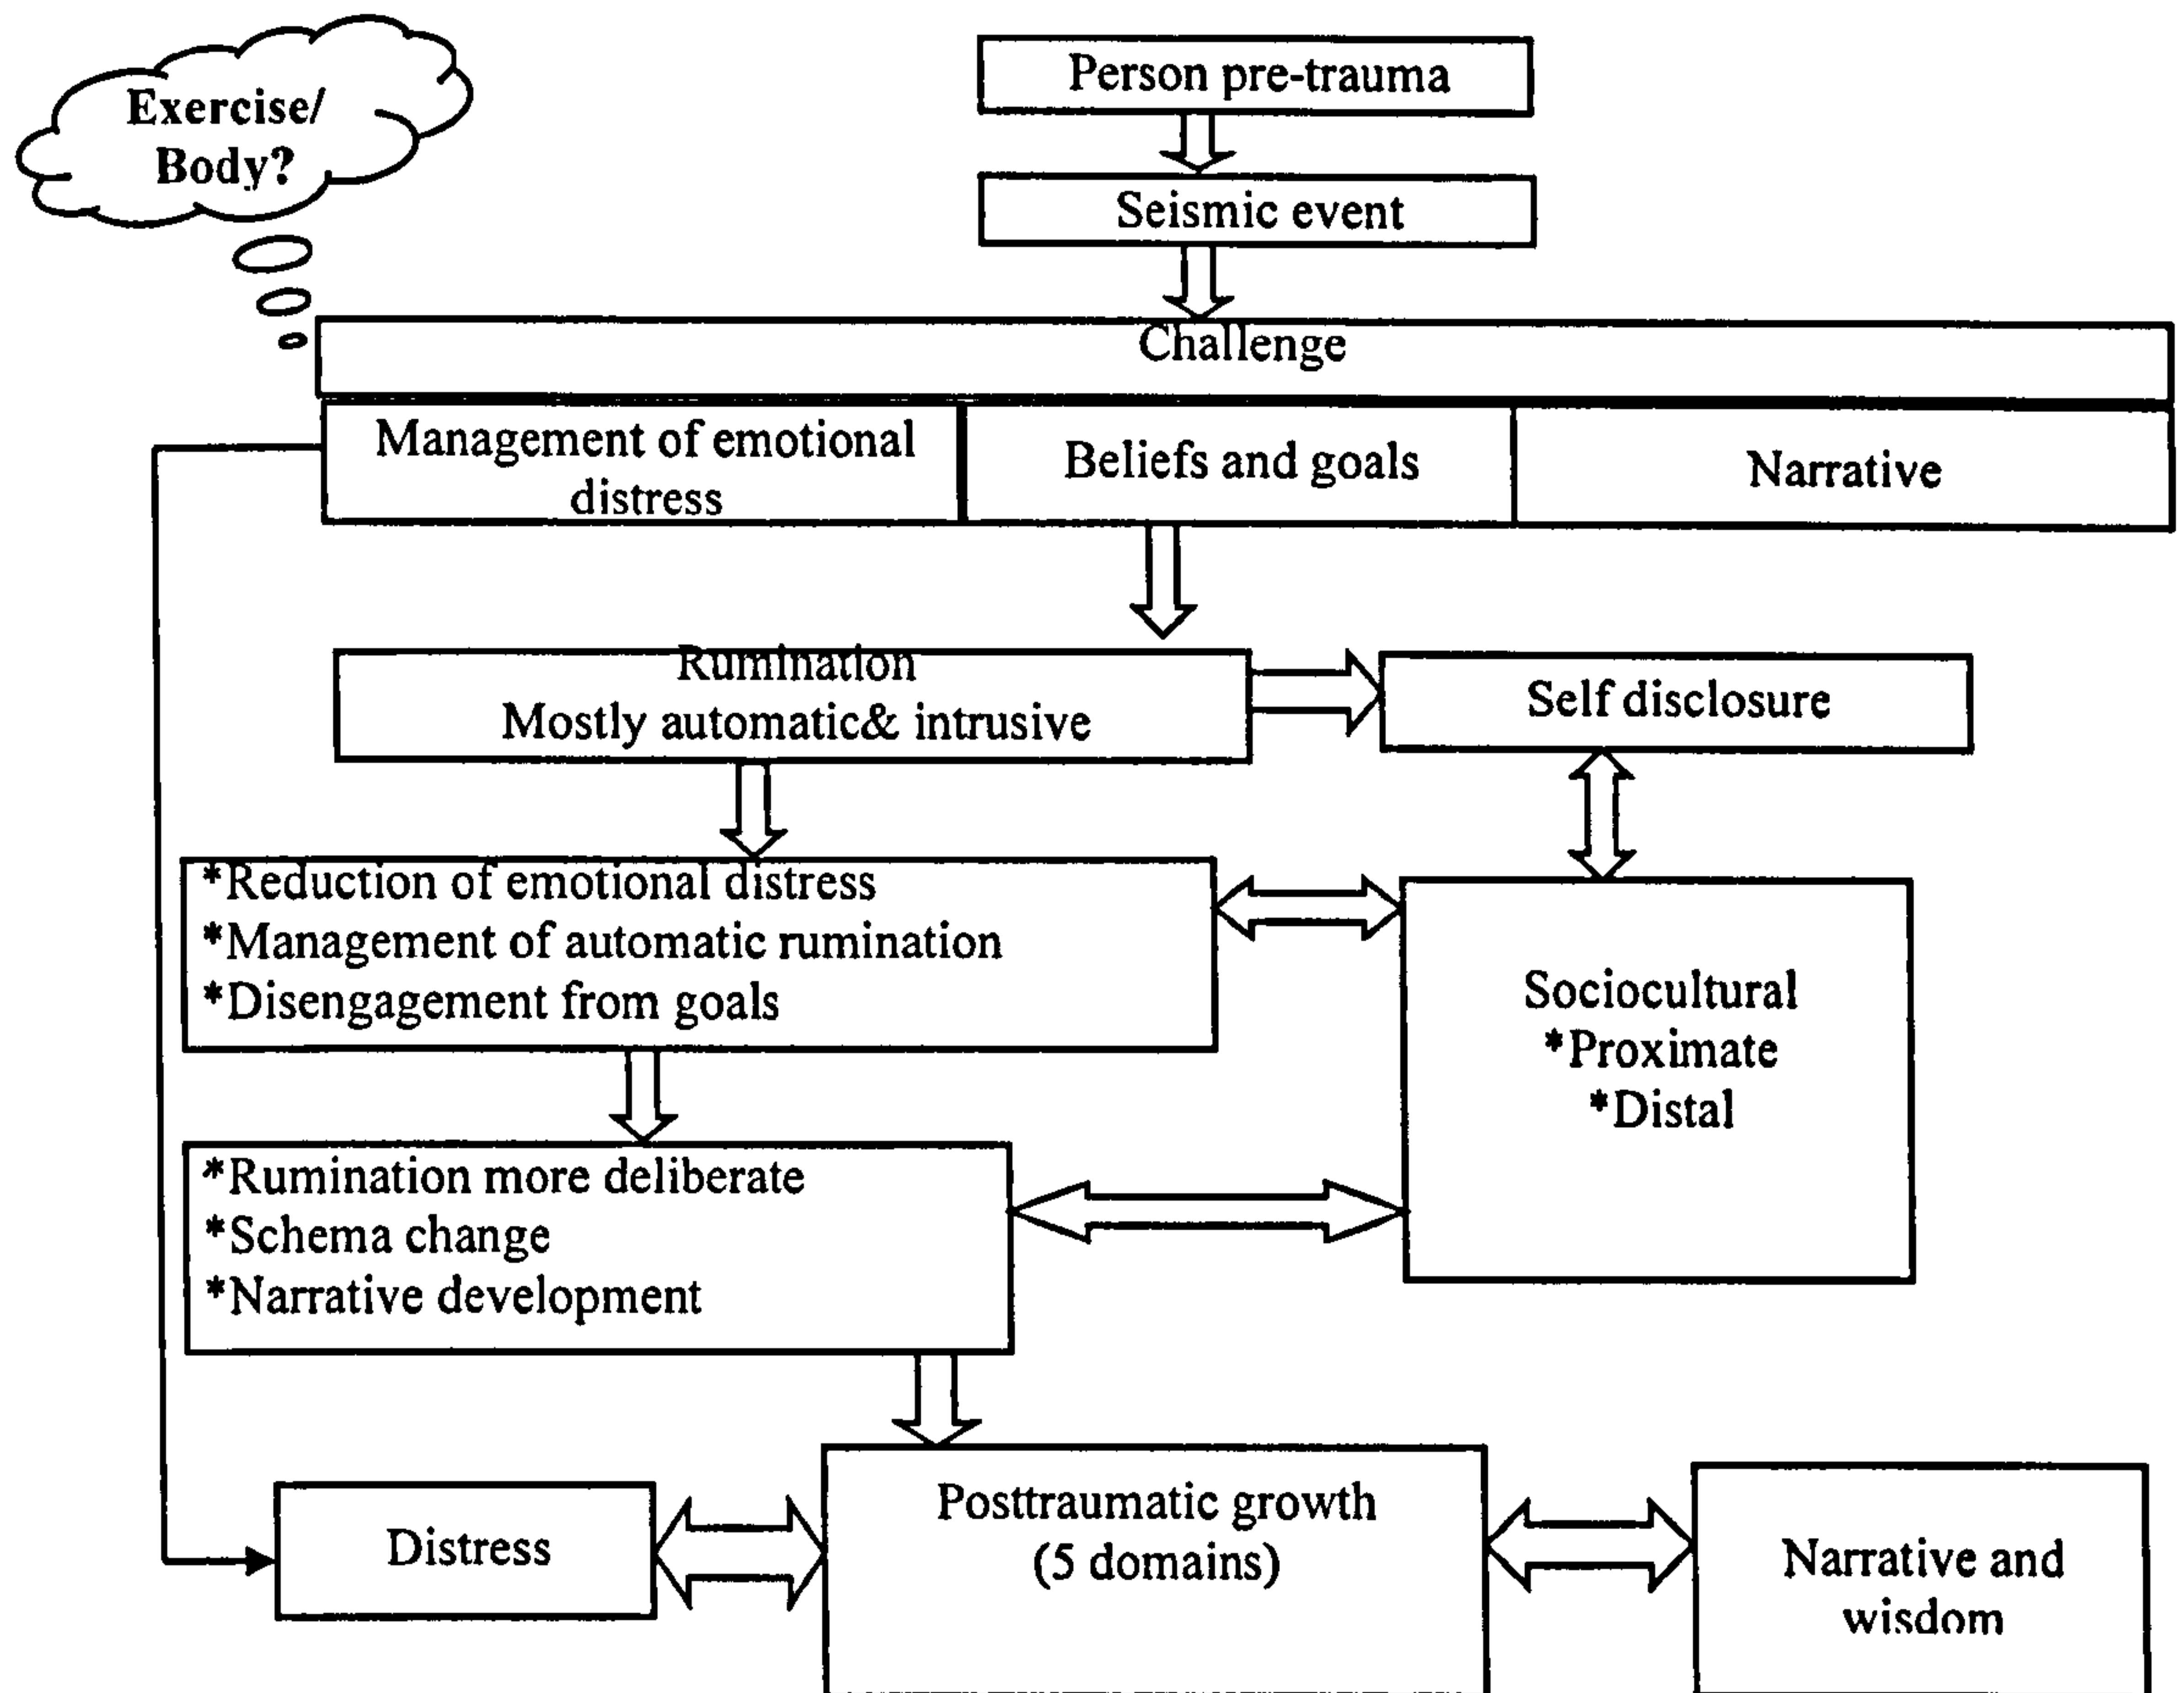 Exercise/
Body?
Person pre-trauma
Seismic event
Challenge
Management of emotional
distress
Beliefs and goals
Narrative
Rumination
Mostly automatic& intrusive
Self disclosure
*Reduction of emotional distress
*Management of automatic rumination
*Disengagement from goals
Sociocultural
*Proximate
*Distal
*Rumination more deliberate
*Schema change
*Narrative development
Distress
Posttraumatic growth
(5 domains)
Narrative and
wisdom